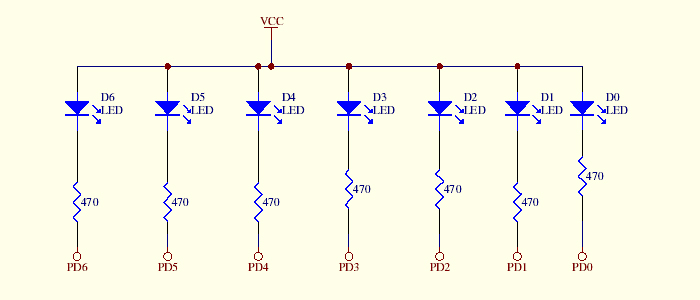 VCC
D6 D5 D4 D3 D2 D1 D0
LED LED LED LED LED LED LED
470 470 470 470 470 470 470
PD6 PD5 PD4 PD3 PD2 PD1 PD0